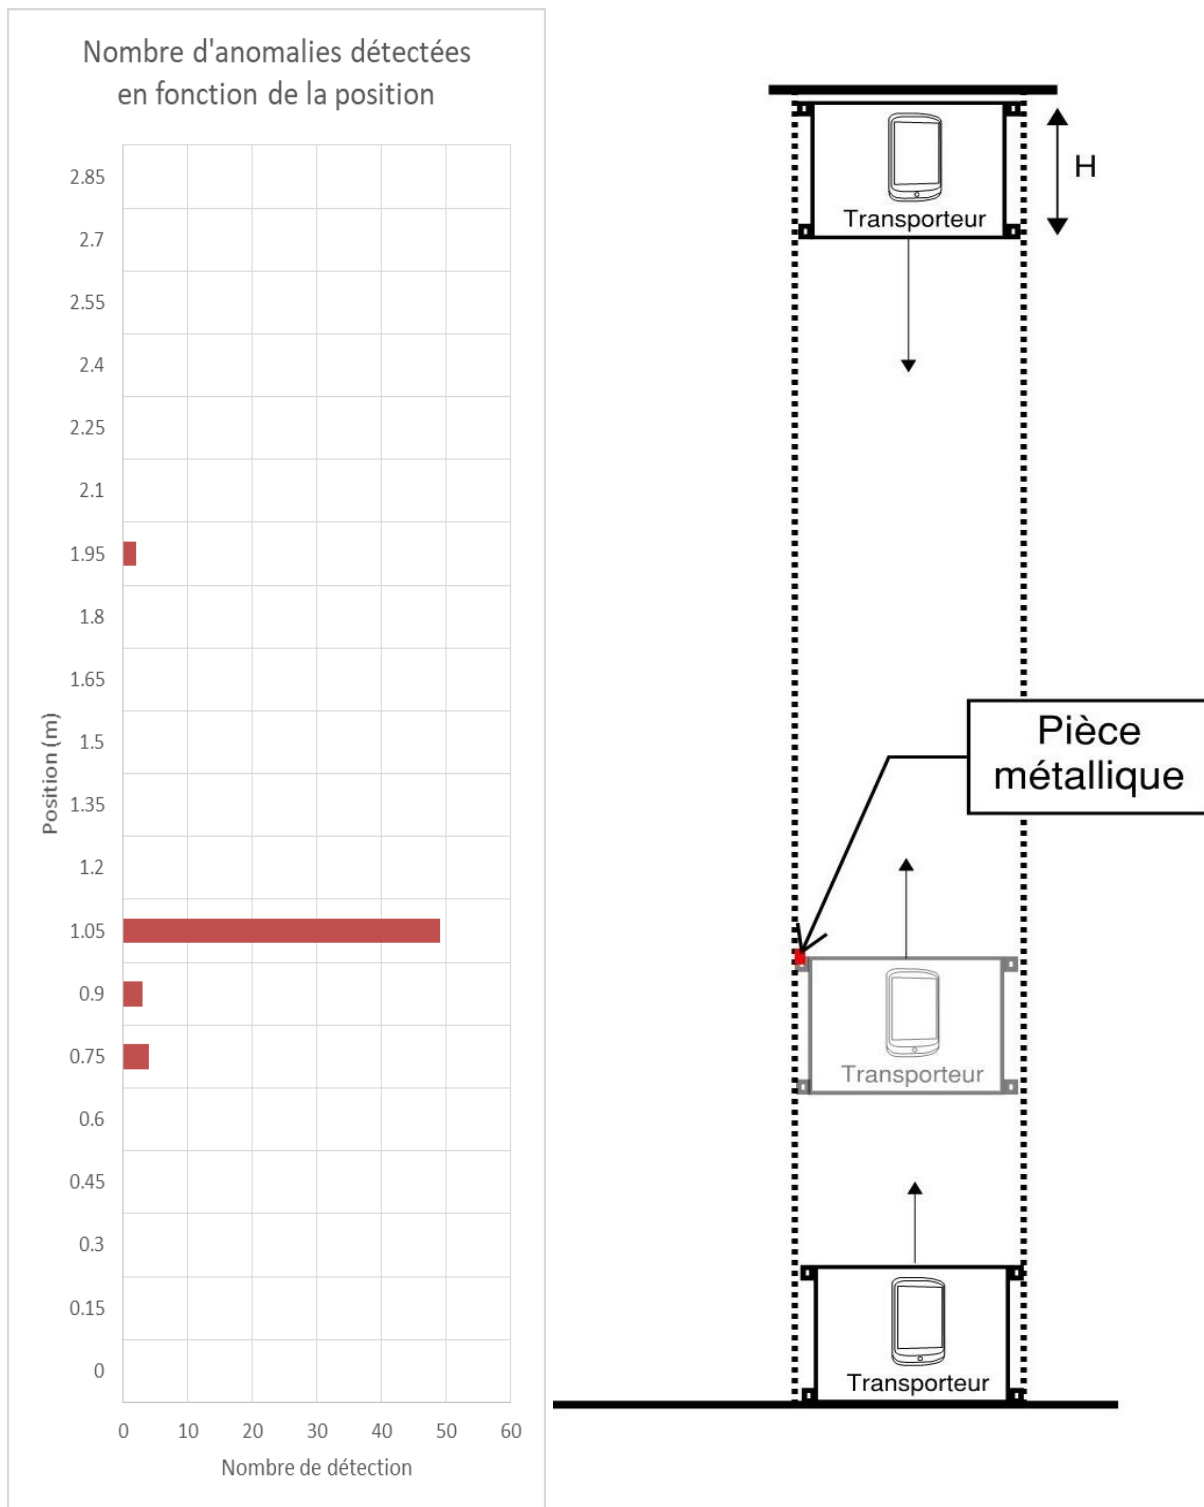 Nombre d'anomalies détectées
en fonction de la position
2.85
2.7
2.55
2.4
2.25
2.1
1.95
1.8
1.65
1.5
1.35
1.2
1.05
0.9
0.75
0.6
0.45
0.3
0.15
0
Position (m)
0 10 20 30 40 50 60
Nombre de détection
Transporteur
H
Pièce
métallique
Transporteur
Transporteur